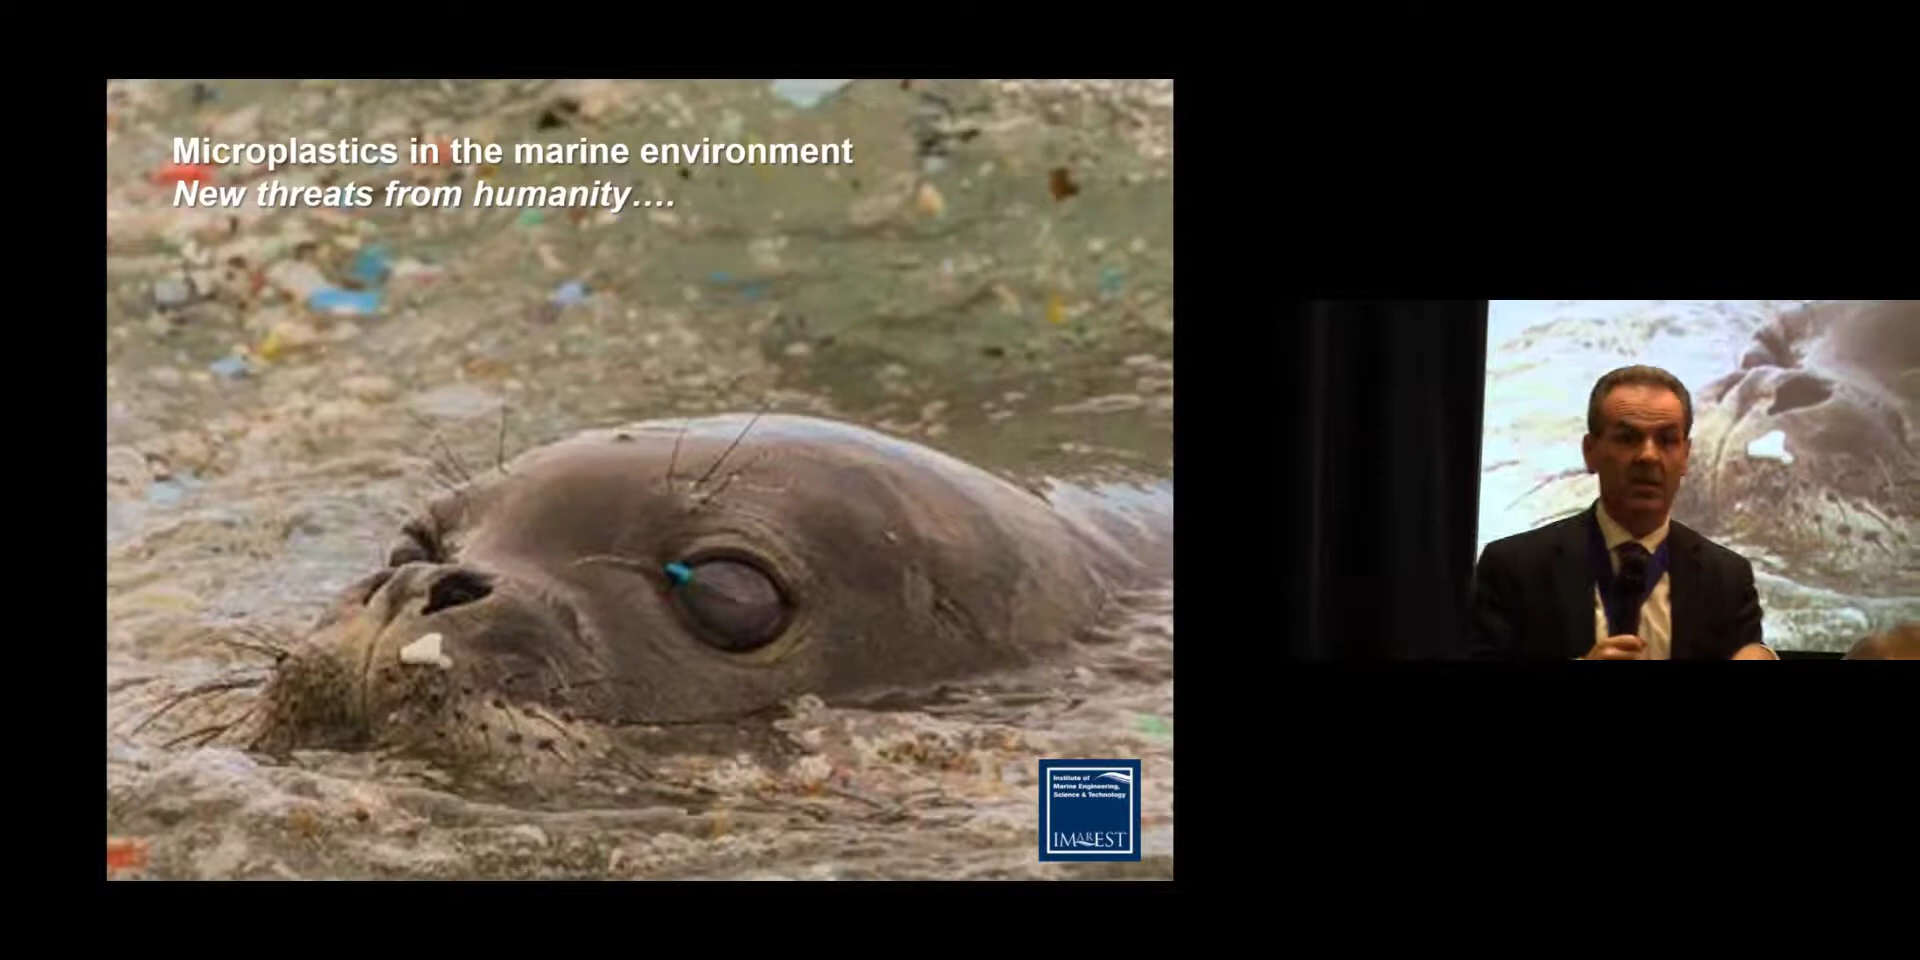 Microplastics in the marine environment
New threats from humanity....
Institute of
Marine Engineering,
Science & Technology
IMarEST